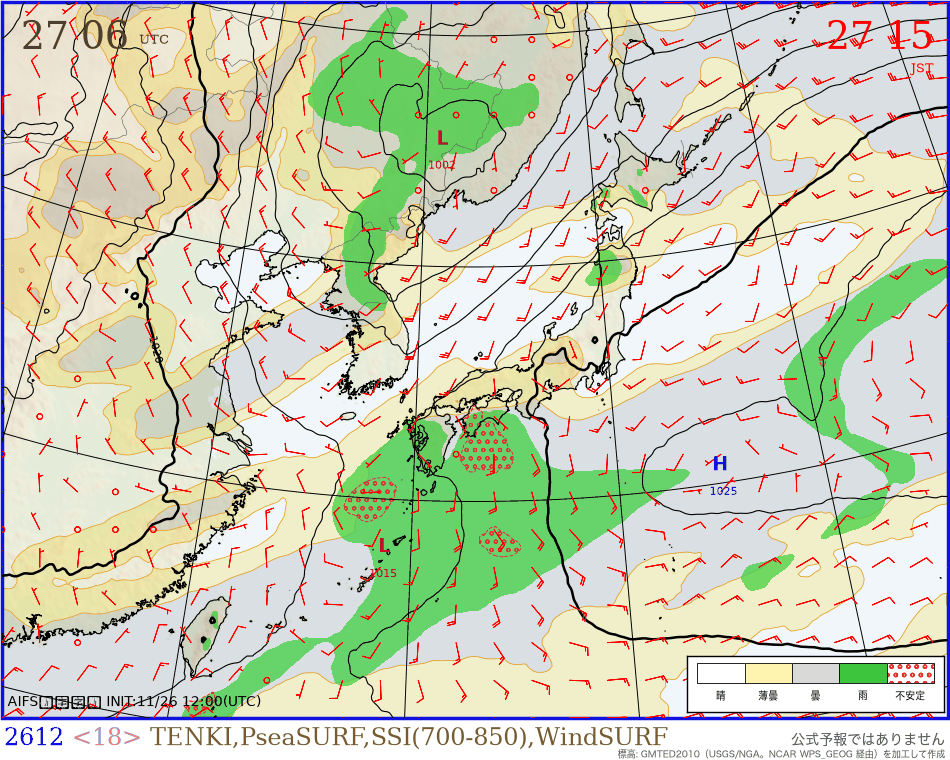 27 06 UTC
27 15
JST
L
1002
1020
H
1025
L
1015
晴 薄曇 曇 雨 不安定
AIFS INIT:11/26 12:00(UTC)
2612 <18> TENKI,PseaSURF,SSI(700-850),WindSURF
公式予報ではありません
標高: GMTED2010（USGS/NGA。NCAR WPS_GEOG 経由）を加工して作成